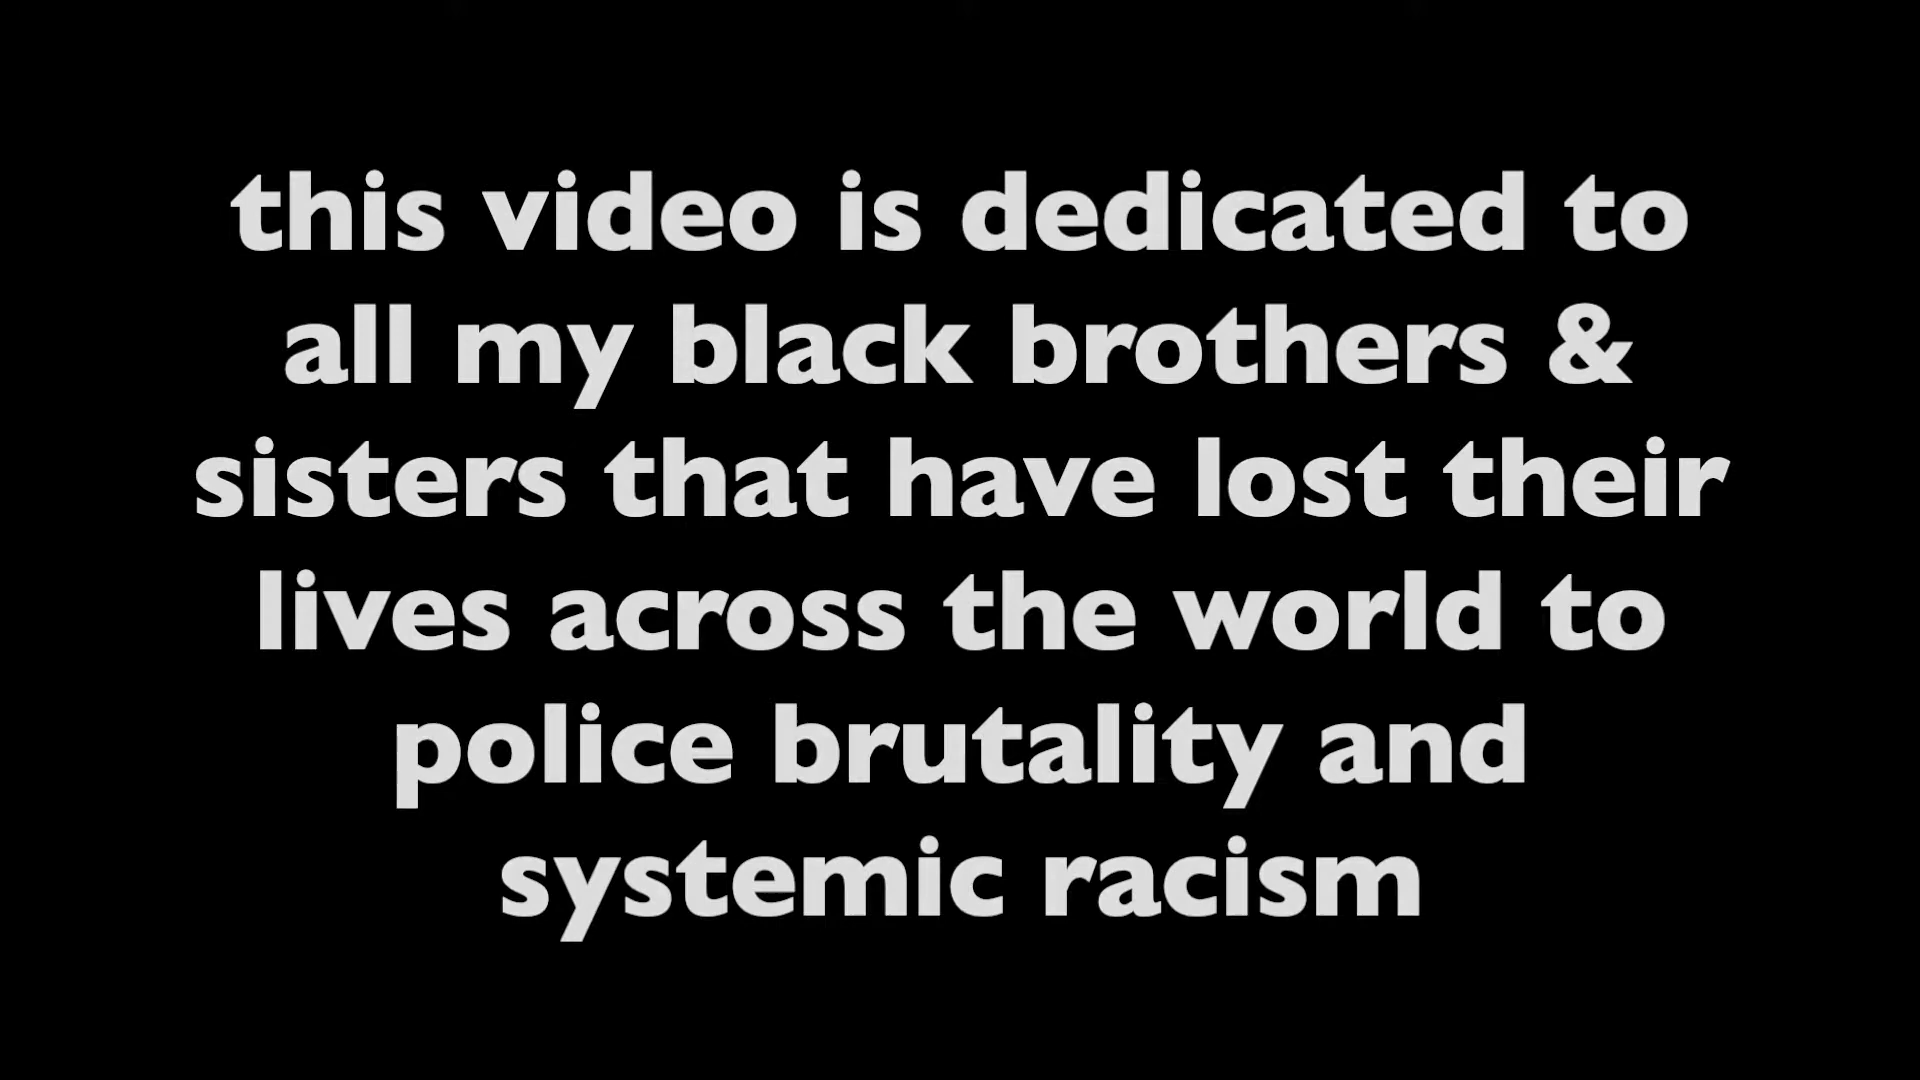 this video is dedicated to
all my black brothers &
sisters that have lost their
lives across the world to
police brutality and
systemic racism